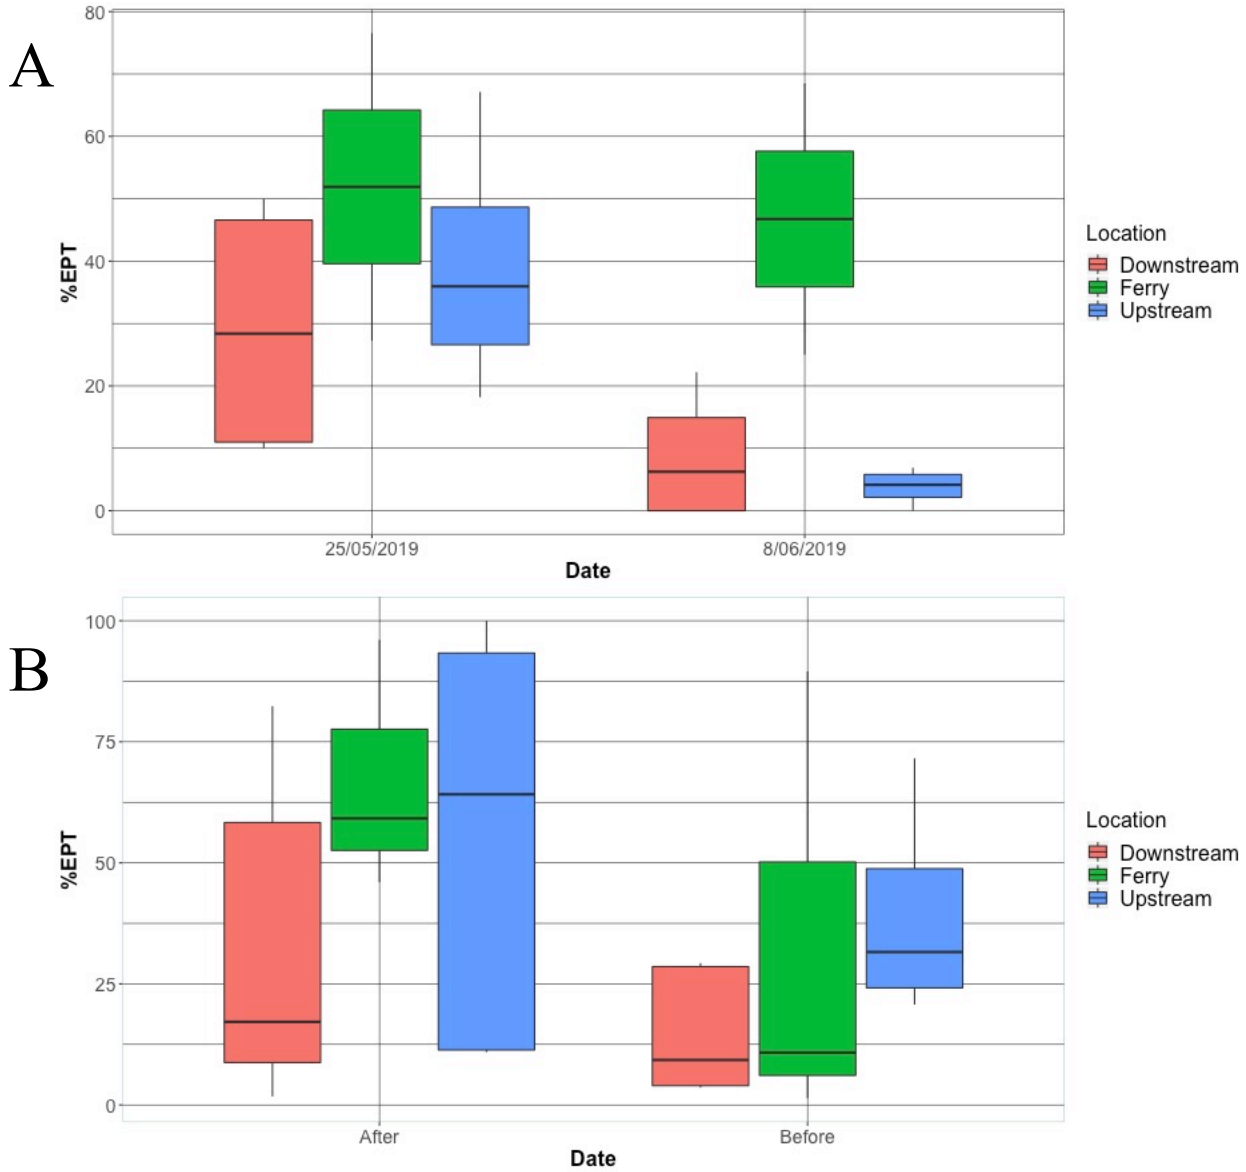 A
80
60
40
20
0
%EPT
25/05/2019
8/06/2019
Date
Location
Downstream
Ferry
Upstream
B
100
75
50
25
0
%EPT
After
Before
Date
Location
Downstream
Ferry
Upstream